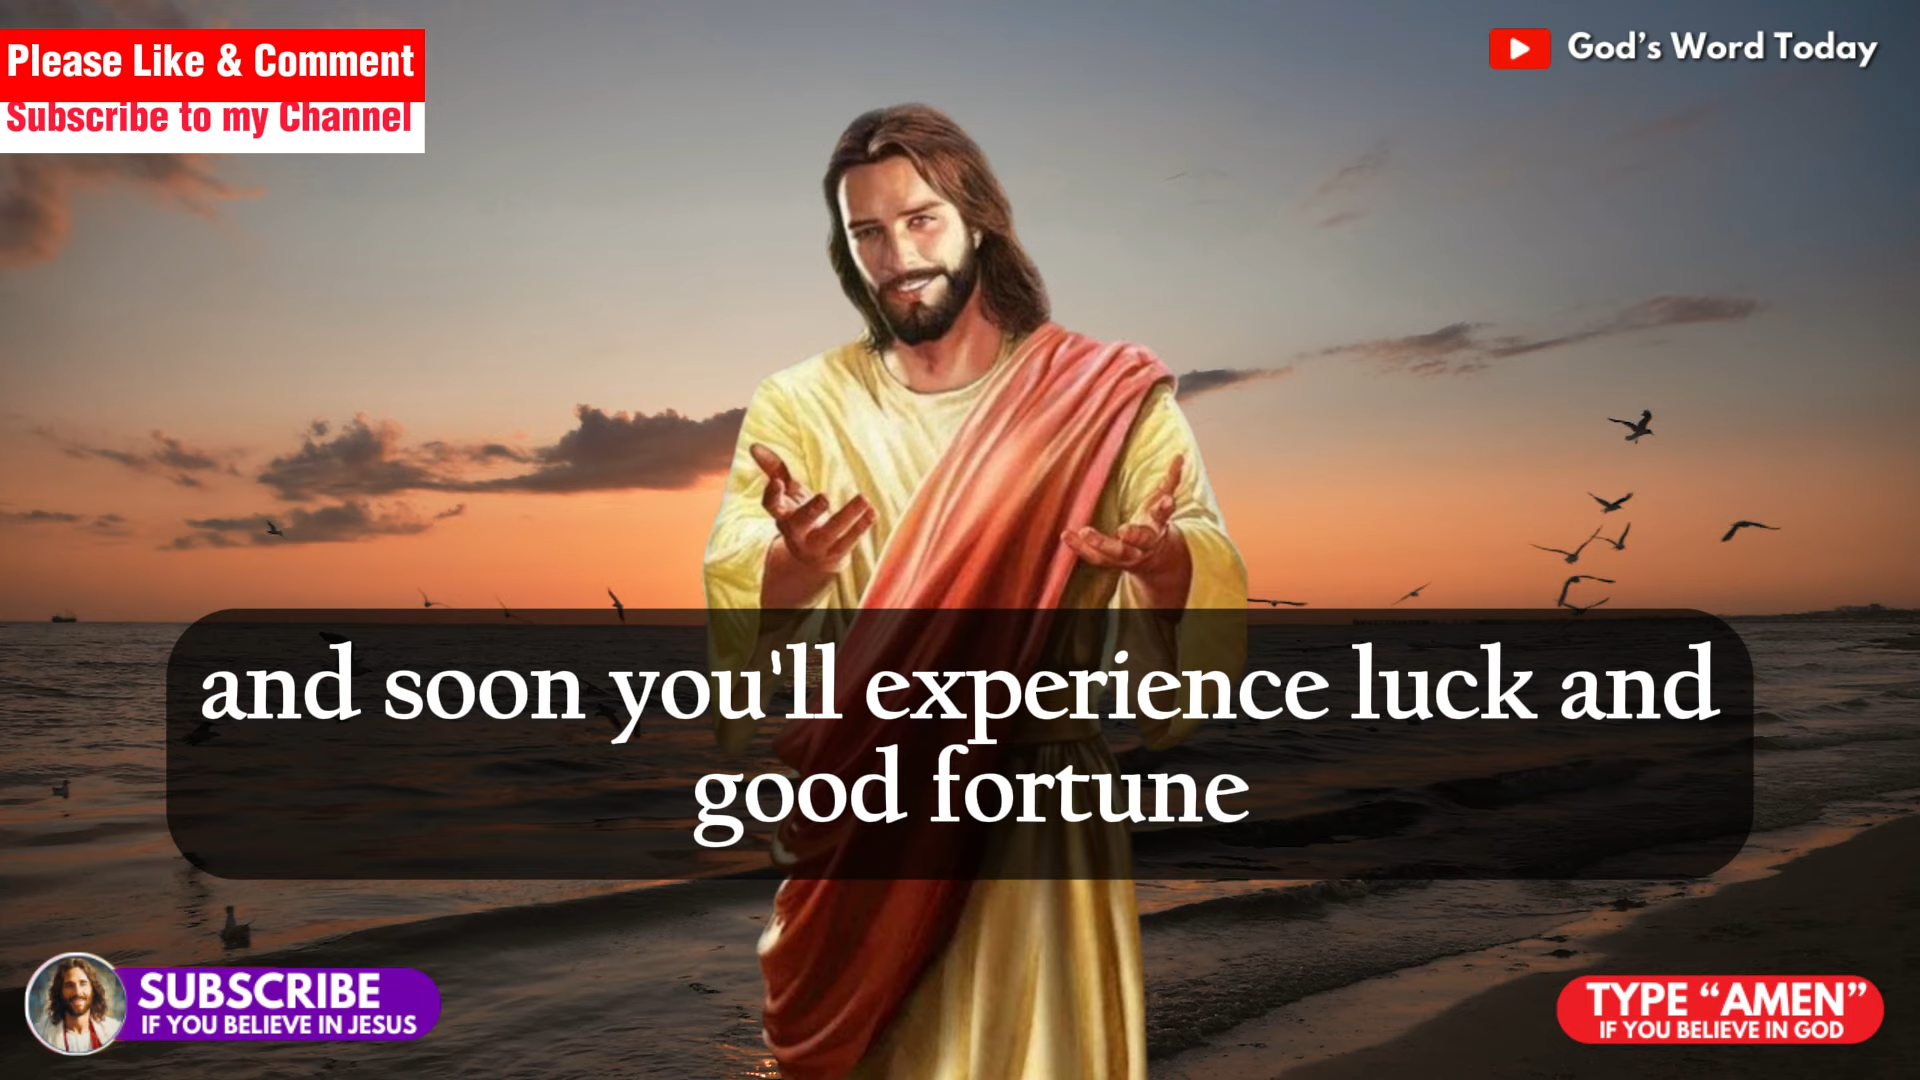 Please Like & Comment
Subscribe to my Channel
God's Word Today
and soon you'll experience luck and
good fortune
SUBSCRIBE
IF YOU BELIEVE IN JESUS
TYPE “AMEN”
IF YOU BELIEVE IN GOD